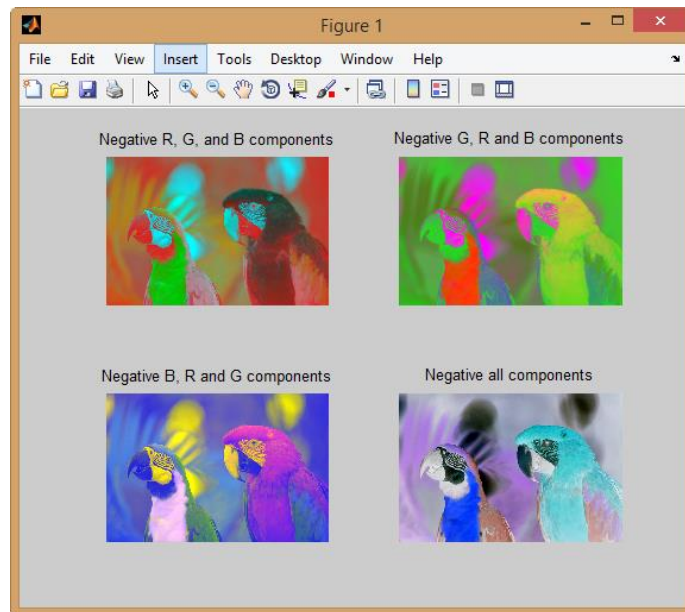 Figure 1
File Edit View Insert Tools Desktop Window Help
Negative R, G, and B components
Negative G, R and B components
Negative B, R and G components
Negative all components